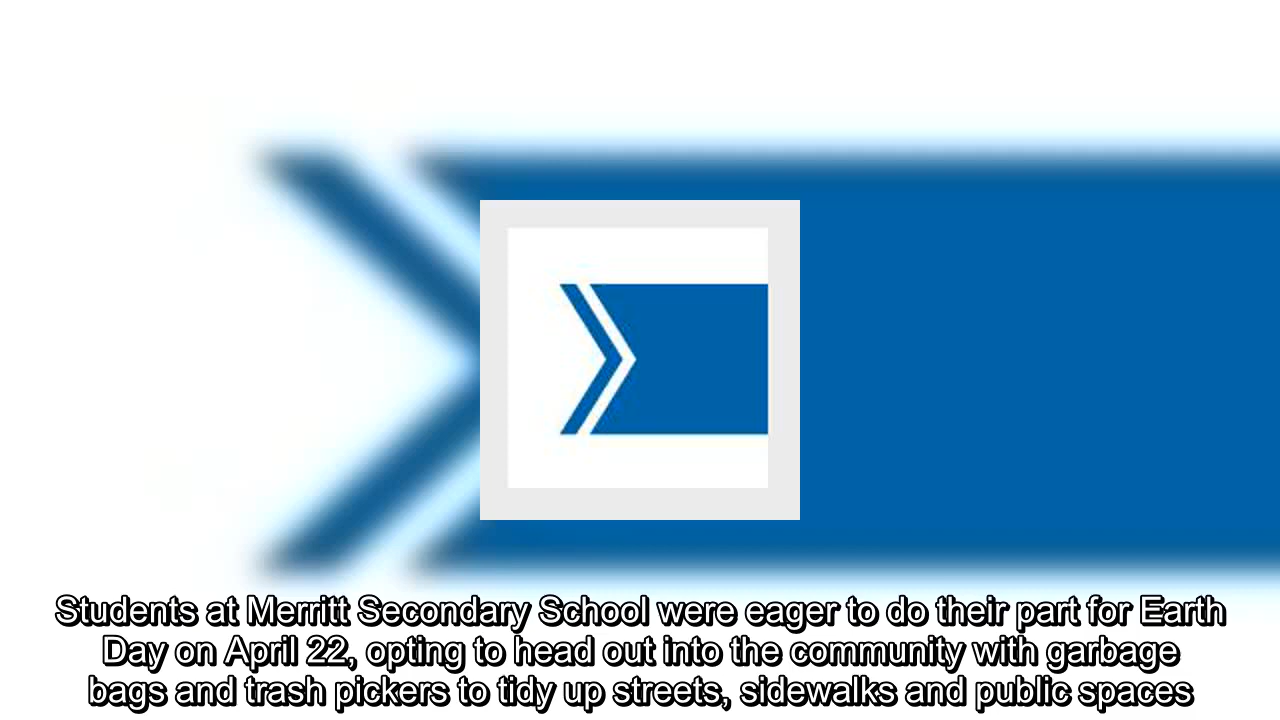 Students at Merritt Secondary School were eager to do their part for Earth
Day on April 22, opting to head out into the community with garbage
bags and trash pickers to tidy up streets, sidewalks and public spaces